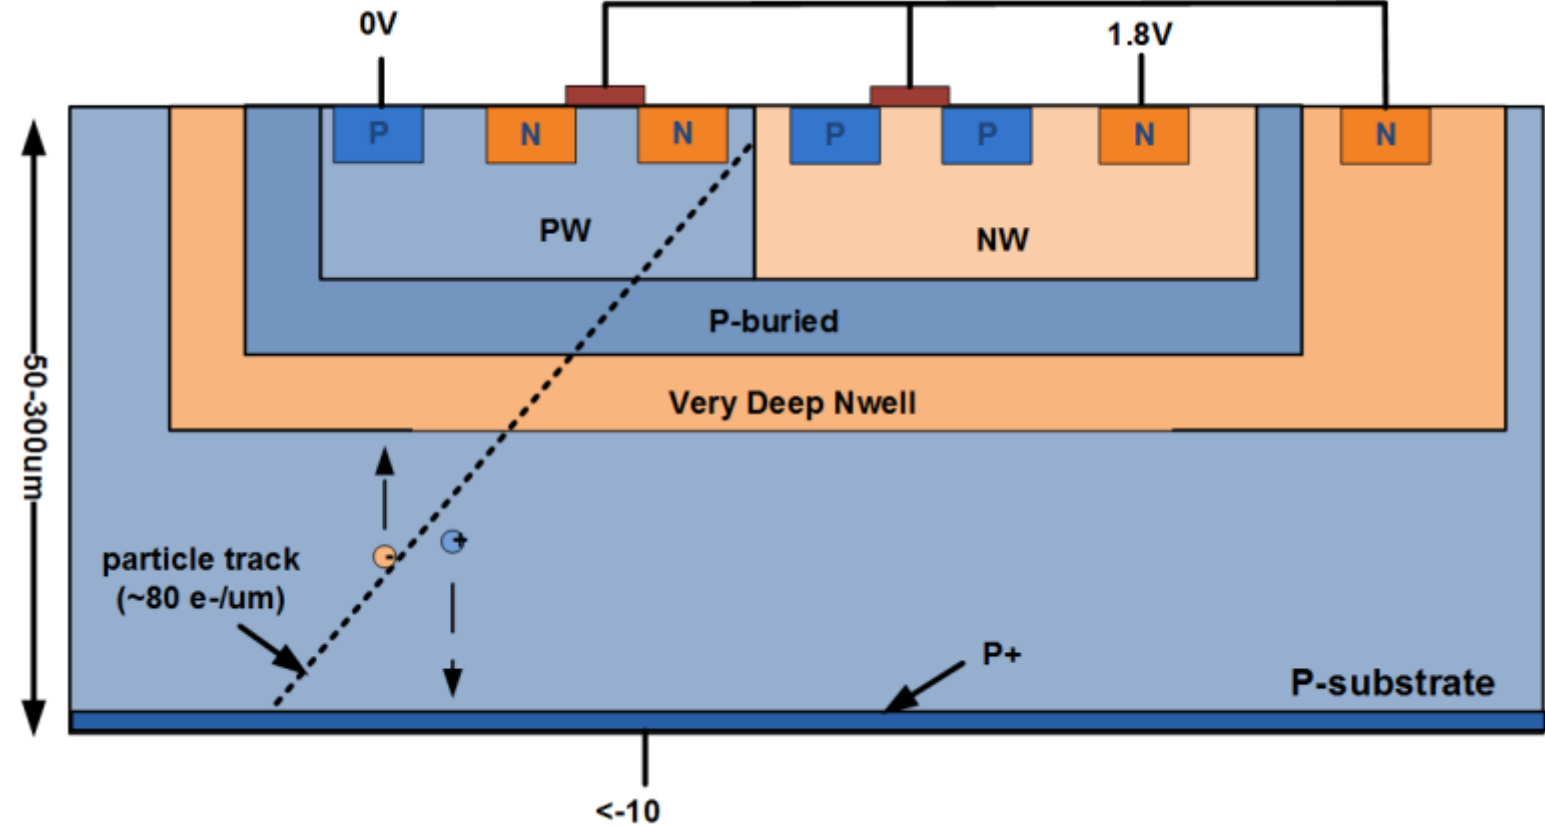 0V
1.8V
P
N
N
P
P
N
N
PW
NW
P-buried
Very Deep Nwell
50-300um
-
+
particle track
(~80 e-/um)
P+
P-substrate
<-10